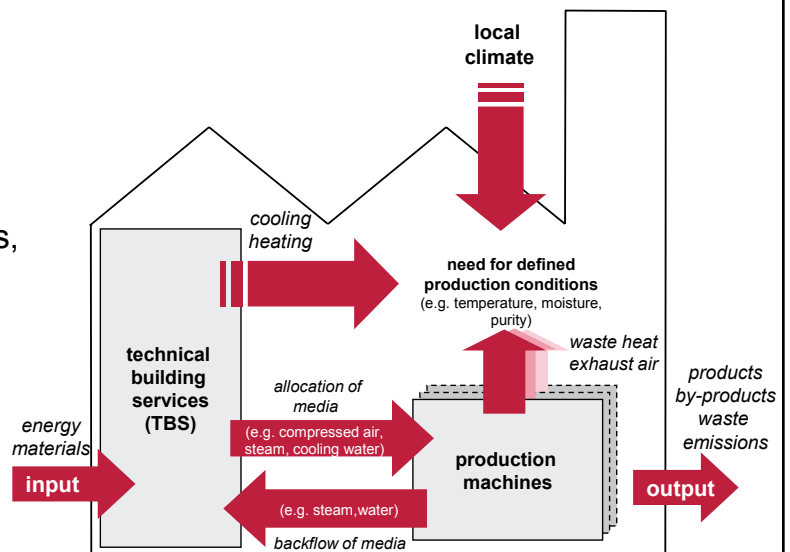 local
climate
s,
cooling
heating
need for defined
production conditions
(e.g. temperature, moisture,
purity)
waste heat
exhaust air
technical
building
services
(TBS)
allocation of
media
(e.g. compressed air,
steam, cooling water)
products
by-products
waste
emissions
energy
materials
input
production
machines
output
(e.g. steam,water)
backflow of media